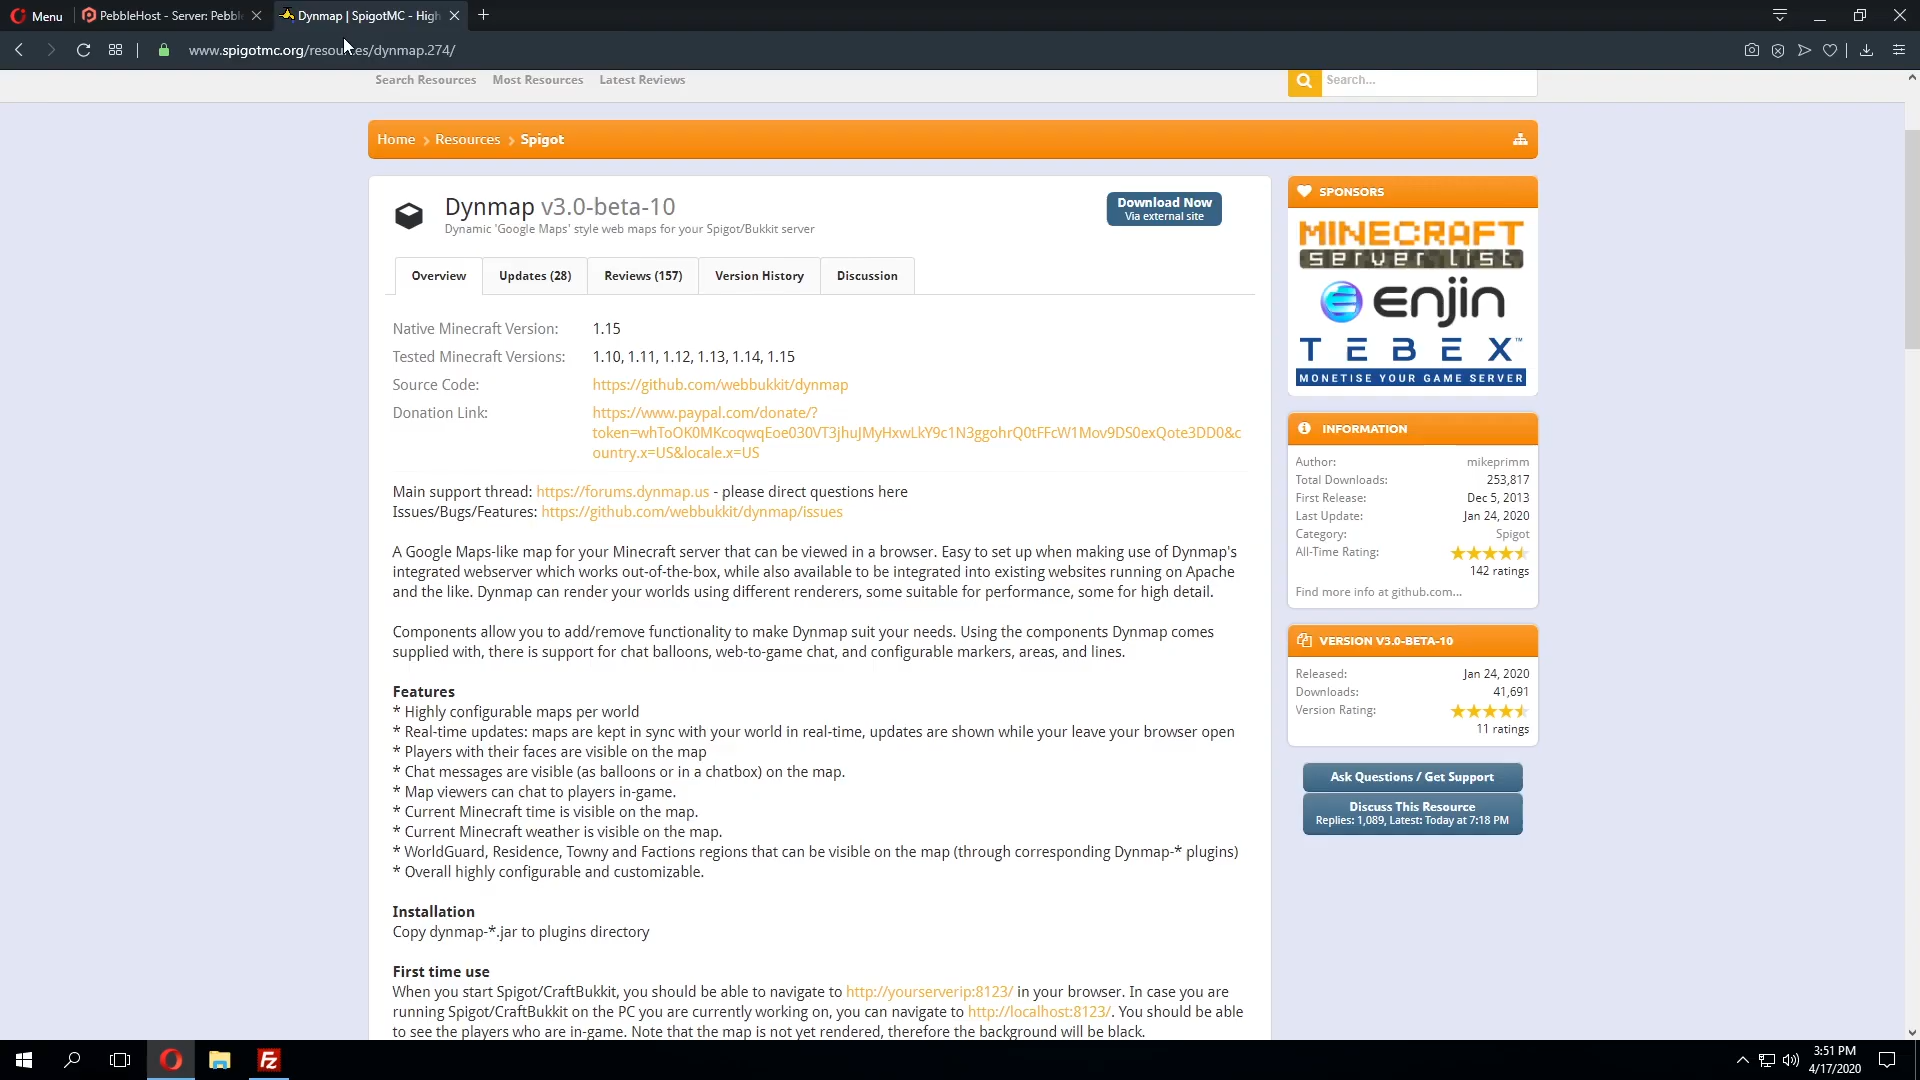 Menu
PebbleHost - Server: Pebbl
Dynmap | SpigotMC - High
www.spigotmc.org/resources/dynmap.274/
Search Resources Most Resources Latest Reviews
Search...
Home Resources Spigot
Dynmap v3.0-beta-10
Dynamic 'Google Maps' style web maps for your Spigot/Bukkit server
Download Now
Via external site
Overview Updates (28) Reviews (157) Version History Discussion
Native Minecraft Version: 1.15
Tested Minecraft Versions: 1.10, 1.11, 1.12, 1.13, 1.14, 1.15
Source Code: https://github.com/webbukkit/dynmap
Donation Link: https://www.paypal.com/donate/?
token=whToOK0MKcoqwqEoe030VT3jhuJMyHxwLkY9c1N3ggohrQ0tFFcW1Mov9DS0exQote3DD0&c
ountry.x=US&locale.x=US
Main support thread: https://forums.dynmap.us - please direct questions here
Issues/Bugs/Features: https://github.com/webbukkit/dynmap/issues
A Google Maps-like map for your Minecraft server that can be viewed in a browser. Easy to set up when making use of Dynmap's
integrated webserver which works out-of-the-box, while also available to be integrated into existing websites running on Apache
and the like. Dynmap can render your worlds using different renderers, some suitable for performance, some for high detail.
Components allow you to add/remove functionality to make Dynmap suit your needs. Using the components Dynmap comes
supplied with, there is support for chat balloons, web-to-game chat, and configurable markers, areas, and lines.
Features
* Highly configurable maps per world
* Real-time updates: maps are kept in sync with your world in real-time, updates are shown while your leave your browser open
* Players with their faces are visible on the map
* Chat messages are visible (as balloons or in a chatbox) on the map.
* Map viewers can chat to players in-game.
* Current Minecraft time is visible on the map.
* Current Minecraft weather is visible on the map.
* WorldGuard, Residence, Towny and Factions regions that can be visible on the map (through corresponding Dynmap-* plugins)
* Overall highly configurable and customizable.
Installation
Copy dynmap-*.jar to plugins directory
First time use
When you start Spigot/CraftBukkit, you should be able to navigate to http://yourserverip:8123/ in your browser. In case you are
running Spigot/CraftBukkit on the PC you are currently working on, you can navigate to http://localhost:8123/. You should be able
to see the players who are in-game. Note that the map is not yet rendered, therefore the background will be black.
SPONSORS
MINECRAFT
server list
enjin
TEBEX™
MONETISE YOUR GAME SERVER
INFORMATION
Author: mikeprimm
Total Downloads: 253,817
First Release: Dec 5, 2013
Last Update: Jan 24, 2020
Category: Spigot
All-Time Rating:
142 ratings
Find more info at github.com...
VERSION V3.0-BETA-10
Released: Jan 24, 2020
Downloads: 41,691
Version Rating:
11 ratings
Ask Questions / Get Support
Discuss This Resource
Replies: 1,089, Latest: Today at 7:18 PM
3:51 PM
4/17/2020